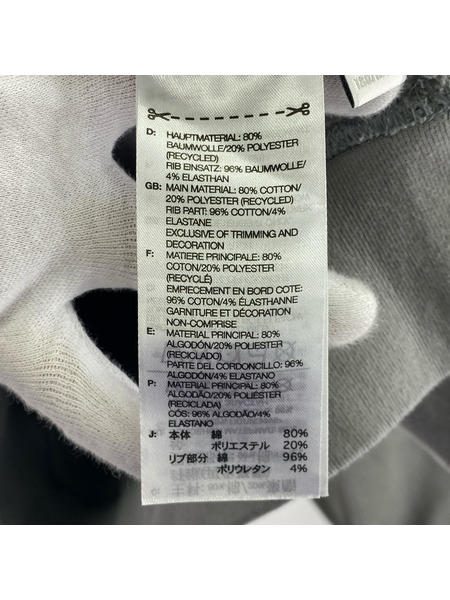 D: HAUPTMATERIAL: 80%
BAUMWOLLE/20% POLYESTER
(RECYCLED)
RIB EINSATZ: 96% BAUMWOLLE/
4% ELASTHAN
GB: MAIN MATERIAL: 80% COTTON/
20% POLYESTER (RECYCLED)
RIB PART: 96% COTTON/4%
ELASTANE
EXCLUSIVE OF TRIMMING AND
DECORATION
F: MATIERE PRINCIPALE: 80%
COTON/20% POLYESTER
(RECYCLÉ)
EMPIECEMENT EN BORD COTE:
96% COTON/4% ÉLASTHANNE
GARNITURE ET DÉCORATION
NON-COMPRISE
E: MATERIAL PRINCIPAL: 80%
ALGODÓN/20% POLIESTER
(RECICLADO)
PARTE DEL CORDONCILLO: 96%
ALGODÓN/4% ELASTANO
P: MATERIAL PRINCIPAL: 80%
ALGODÃO/20% POLIÉSTER
(RECICLADA)
CÓS: 96% ALGODÃO/4%
ELASTANO
J: 本体 綿 80%
ポリエステル 20%
リブ部分 綿 96%
ポリウレタン 4%